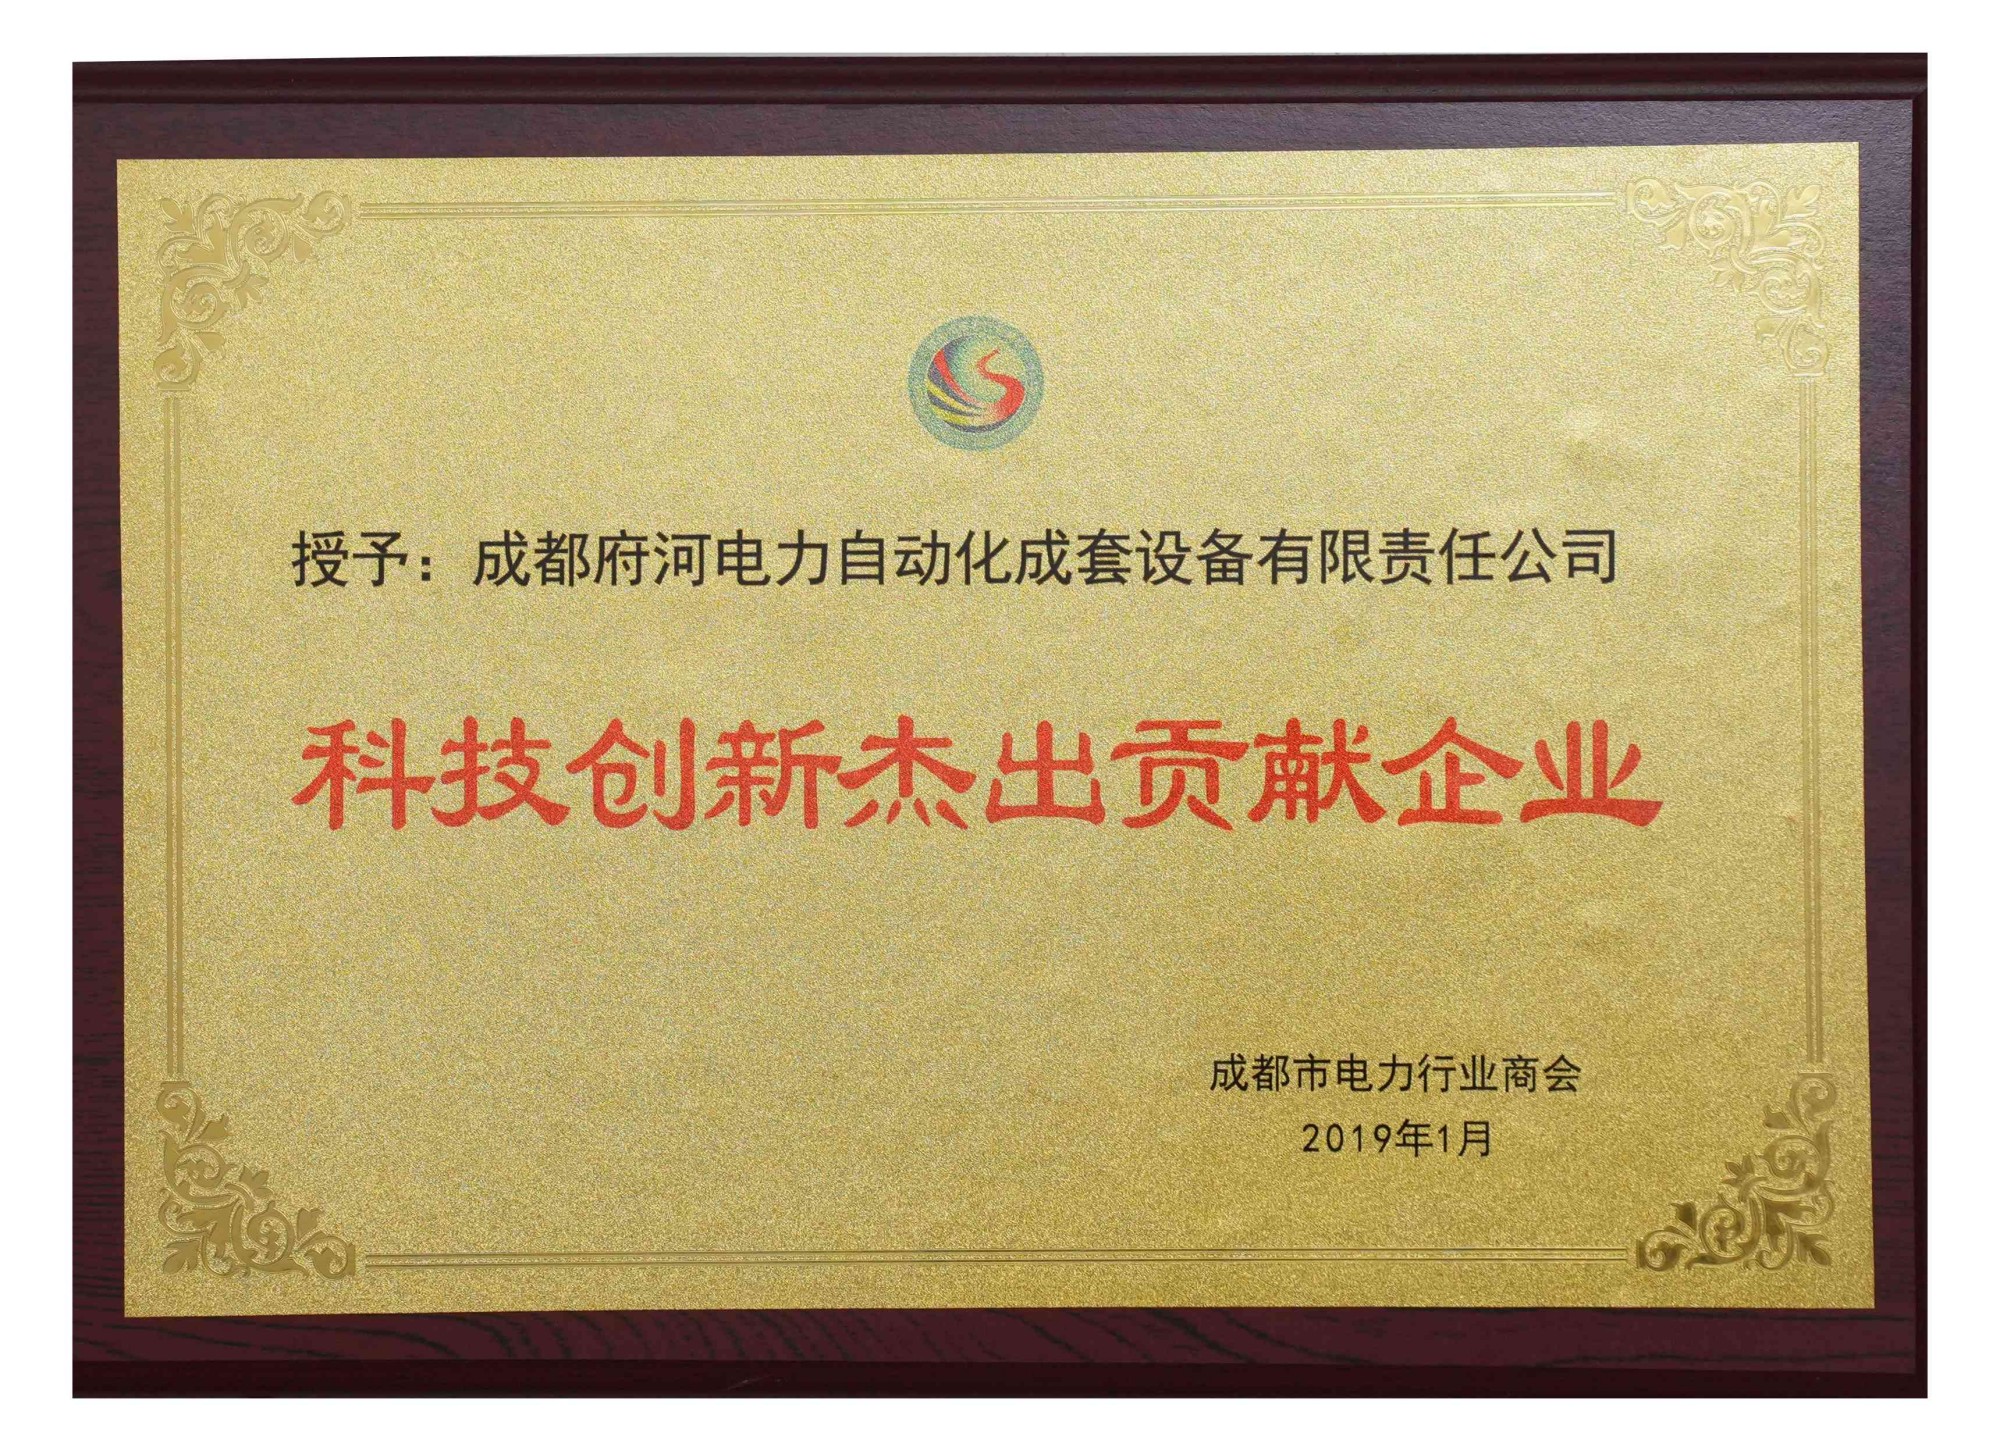 授予：成都府河电力自动化成套设备有限责任公司
科技创新杰出贡献企业
成都市电力行业商会
2019年1月